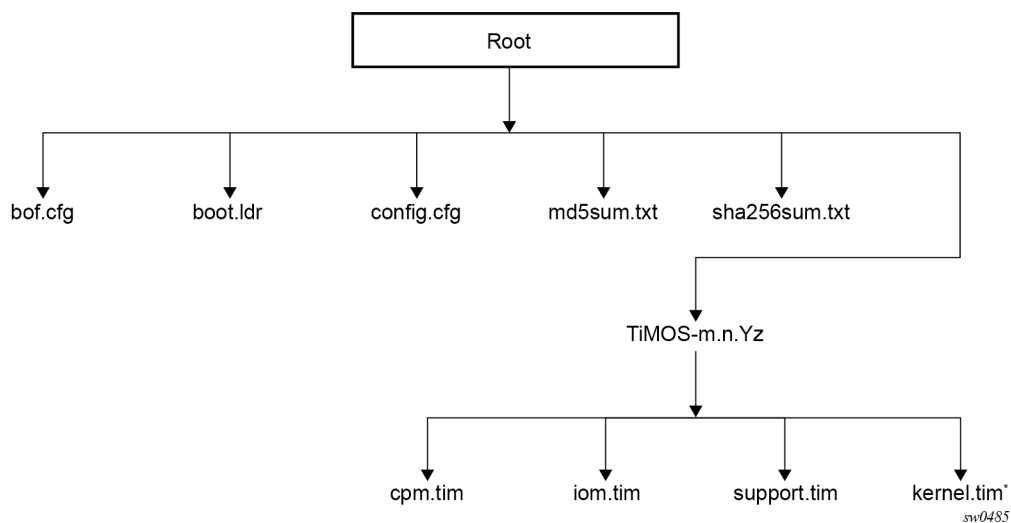 Root
bof.cfg boot.ldr config.cfg md5sum.txt sha256sum.txt
TiMOS-m.n.Yz
cpm.tim iom.tim support.tim kernel.tim*
sw0485